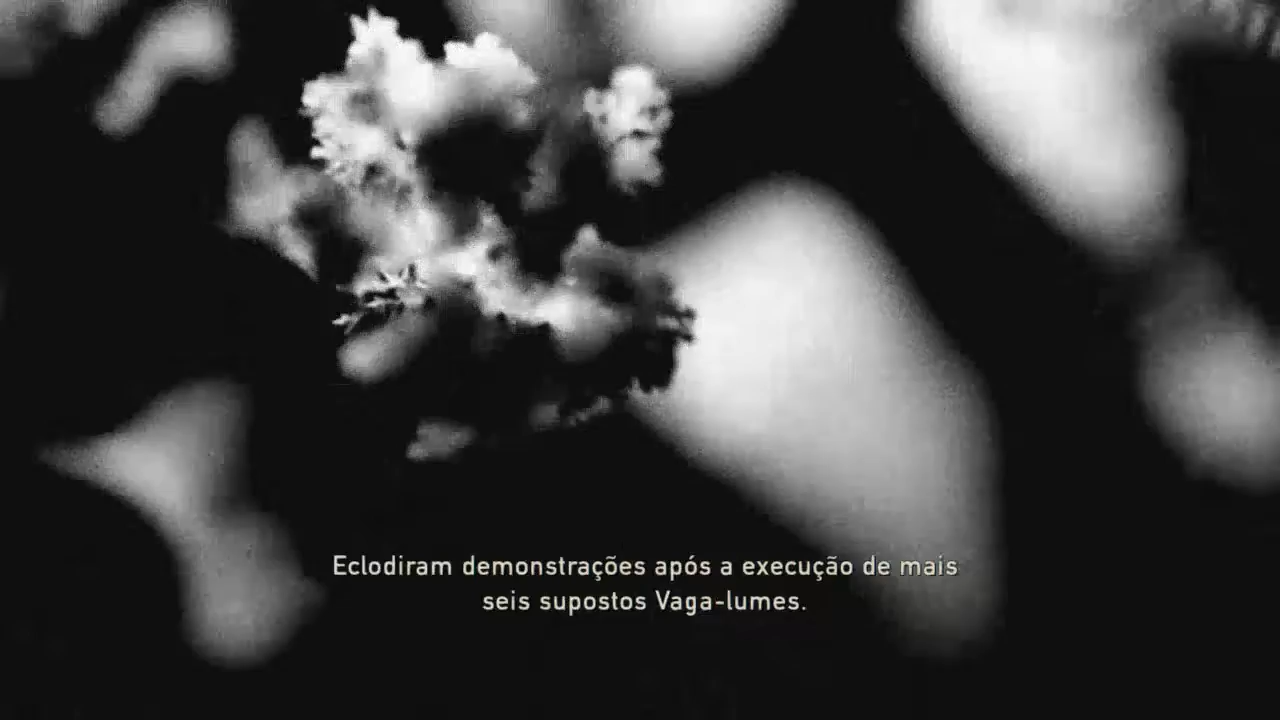 Eclodiram demonstrações após a execução de mais
seis supostos Vaga-lumes.